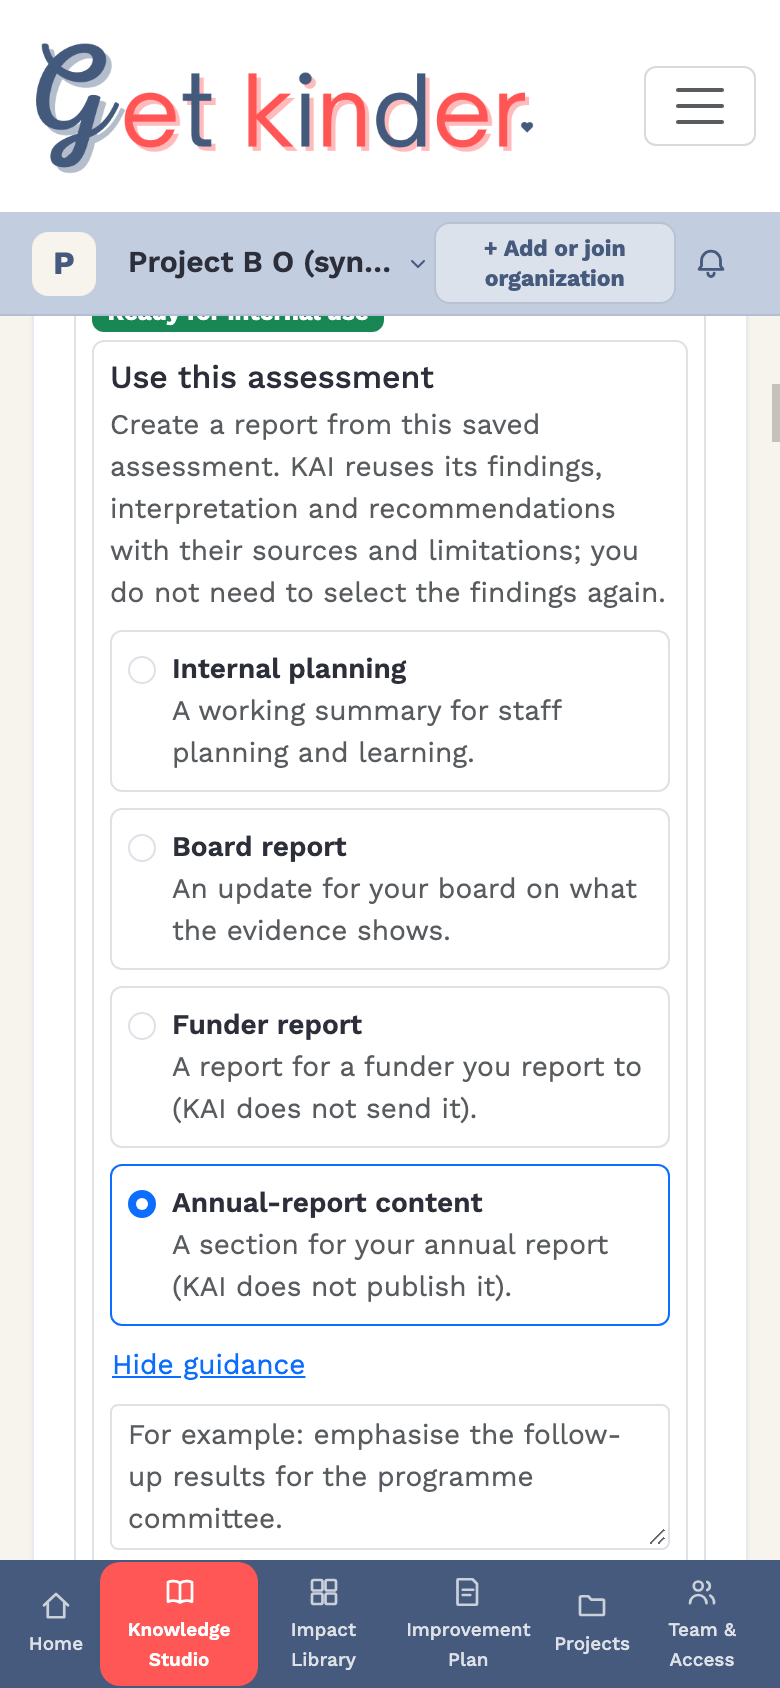 Get kinder
P
Project B O (syn...
+ Add or join
organization
Ready for internal use
Use this assessment
Create a report from this saved
assessment. KAI reuses its findings,
interpretation and recommendations
with their sources and limitations; you
do not need to select the findings again.
Internal planning
A working summary for staff
planning and learning.
Board report
An update for your board on what
the evidence shows.
Funder report
A report for a funder you report to
(KAI does not send it).
Annual-report content
A section for your annual report
(KAI does not publish it).
Hide guidance
For example: emphasise the follow-
up results for the programme
committee.
Home
Knowledge
Studio
Impact
Library
Improvement
Plan
Projects
Team &
Access